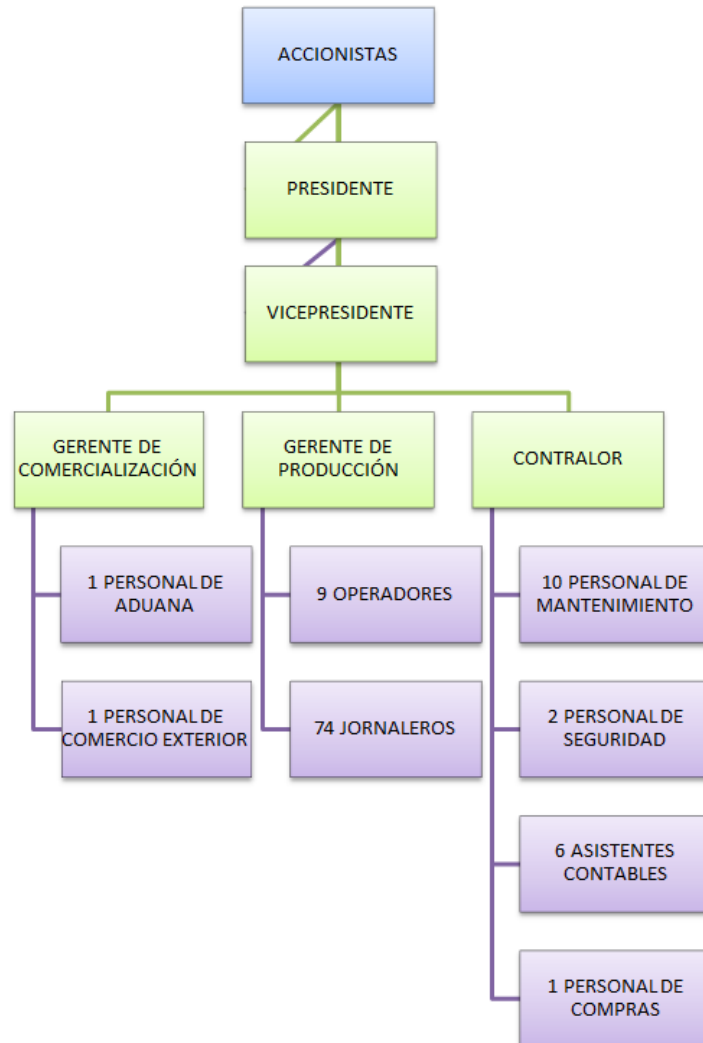 ACCIONISTAS
PRESIDENTE
VICEPRESIDENTE
GERENTE DE
COMERCIALIZACIÓN
GERENTE DE
PRODUCCIÓN
CONTRALOR
1 PERSONAL DE
ADUANA
1 PERSONAL DE
COMERCIO EXTERIOR
9 OPERADORES
74 JORNALEROS
10 PERSONAL DE
MANTENIMIENTO
2 PERSONAL DE
SEGURIDAD
6 ASISTENTES
CONTABLES
1 PERSONAL DE
COMPRAS